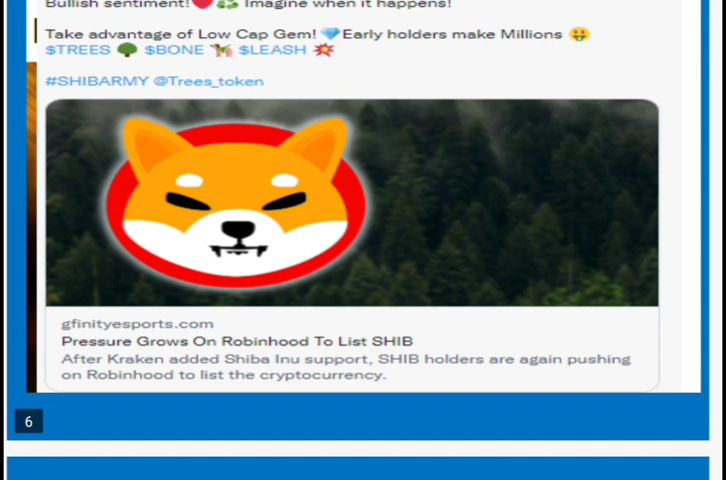 Bullish sentiment!❤️♻️ Imagine when it happens!
Take advantage of Low Cap Gem! 💎Early holders make Millions 🤑
$TREES 🌳 $BONE 🐕‍🦺 $LEASH 💥
#SHIBARMY @Trees_token
gfinityesports.com
Pressure Grows On Robinhood To List SHIB
After Kraken added Shiba Inu support, SHIB holders are again pushing
on Robinhood to list the cryptocurrency.
6